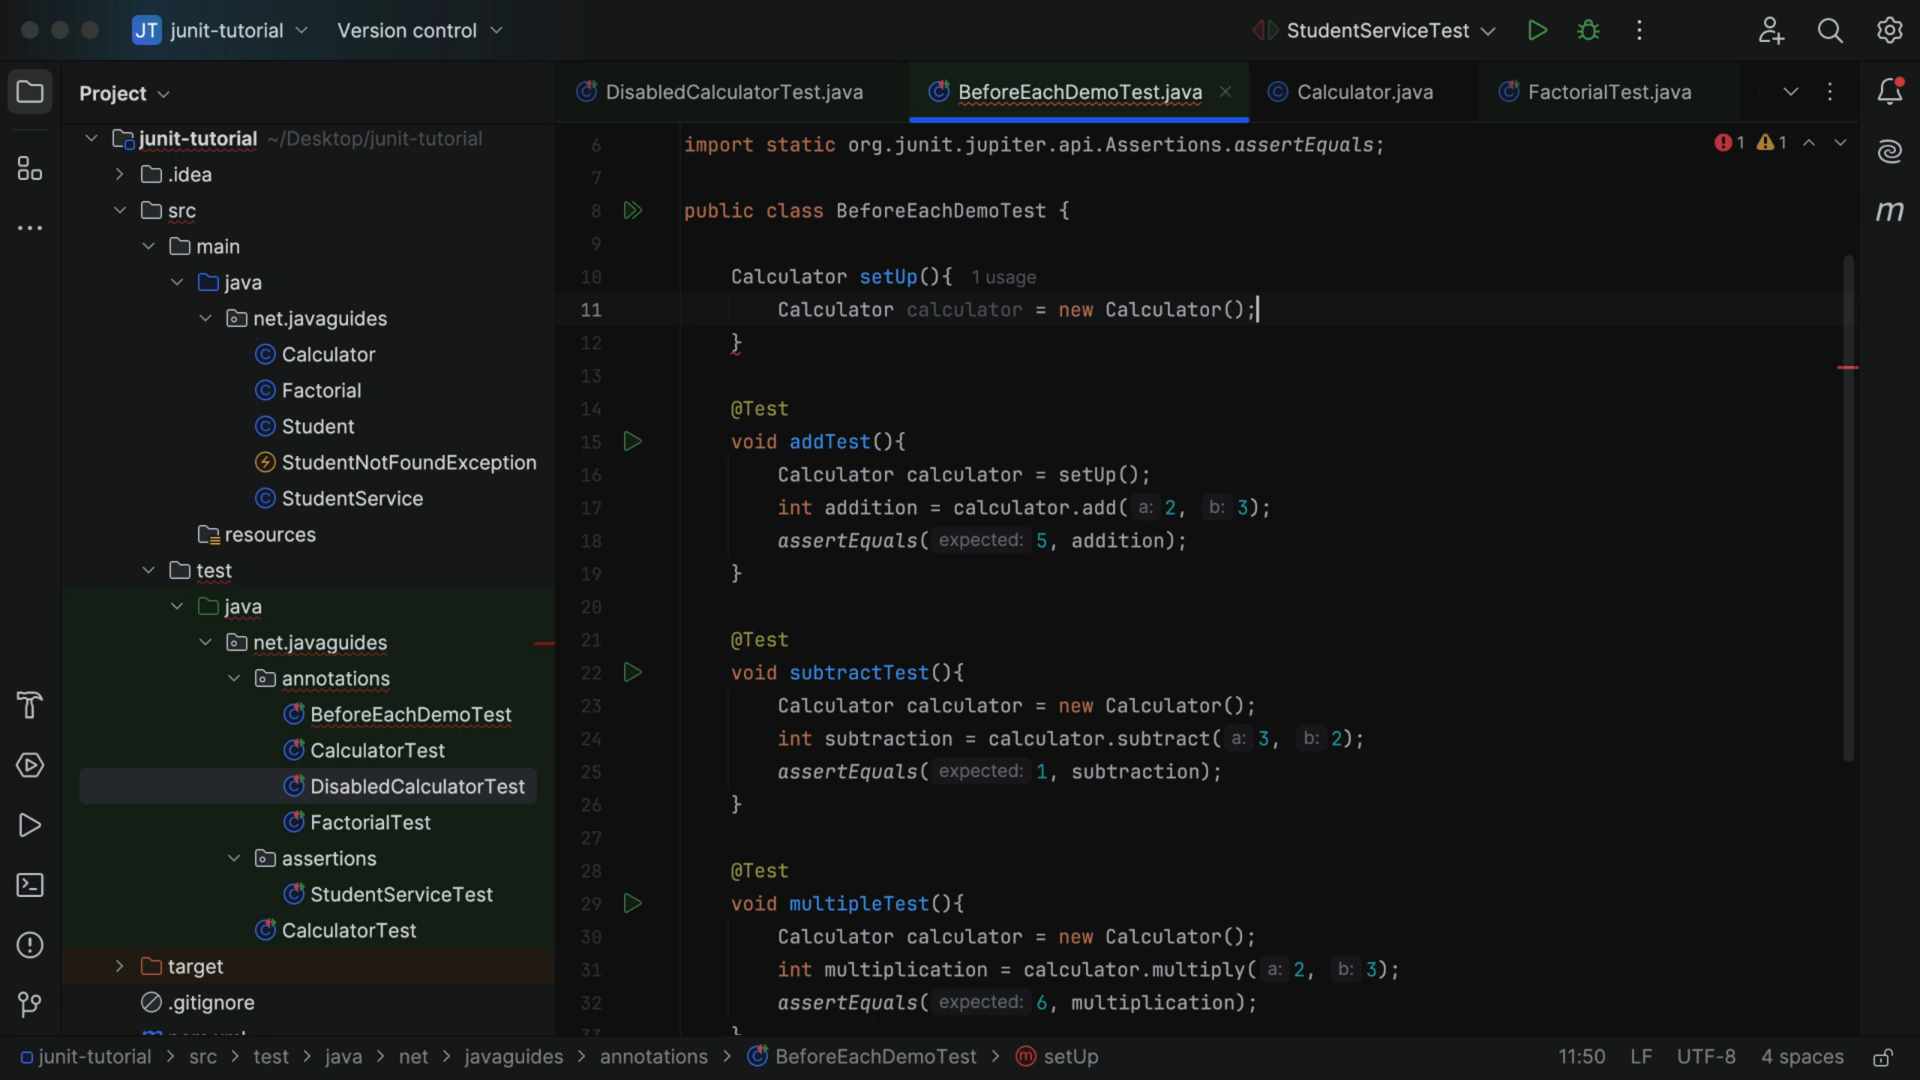 JT junit-tutorial Version control StudentServiceTest
Project
DisabledCalculatorTest.java BeforeEachDemoTest.java Calculator.java FactorialTest.java
junit-tutorial ~/Desktop/junit-tutorial
.idea
src
main
java
net.javaguides
Calculator
Factorial
Student
StudentNotFoundException
StudentService
resources
test
java
net.javaguides
annotations
BeforeEachDemoTest
CalculatorTest
DisabledCalculatorTest
FactorialTest
assertions
StudentServiceTest
CalculatorTest
target
.gitignore
6 import static org.junit.jupiter.api.Assertions.assertEquals;
1 1
7
8 public class BeforeEachDemoTest {
9
10 Calculator setUp(){ 1 usage
11 Calculator calculator = new Calculator();
12 }
13
14 @Test
15 void addTest(){
16 Calculator calculator = setUp();
17 int addition = calculator.add( a: 2, b: 3);
18 assertEquals( expected: 5, addition);
19 }
20
21 @Test
22 void subtractTest(){
23 Calculator calculator = new Calculator();
24 int subtraction = calculator.subtract( a: 3, b: 2);
25 assertEquals( expected: 1, subtraction);
26 }
27
28 @Test
29 void multipleTest(){
30 Calculator calculator = new Calculator();
31 int multiplication = calculator.multiply( a: 2, b: 3);
32 assertEquals( expected: 6, multiplication);
m
junit-tutorial > src > test > java > net > javaguides > annotations > BeforeEachDemoTest > m setUp 11:50 LF UTF-8 4 spaces